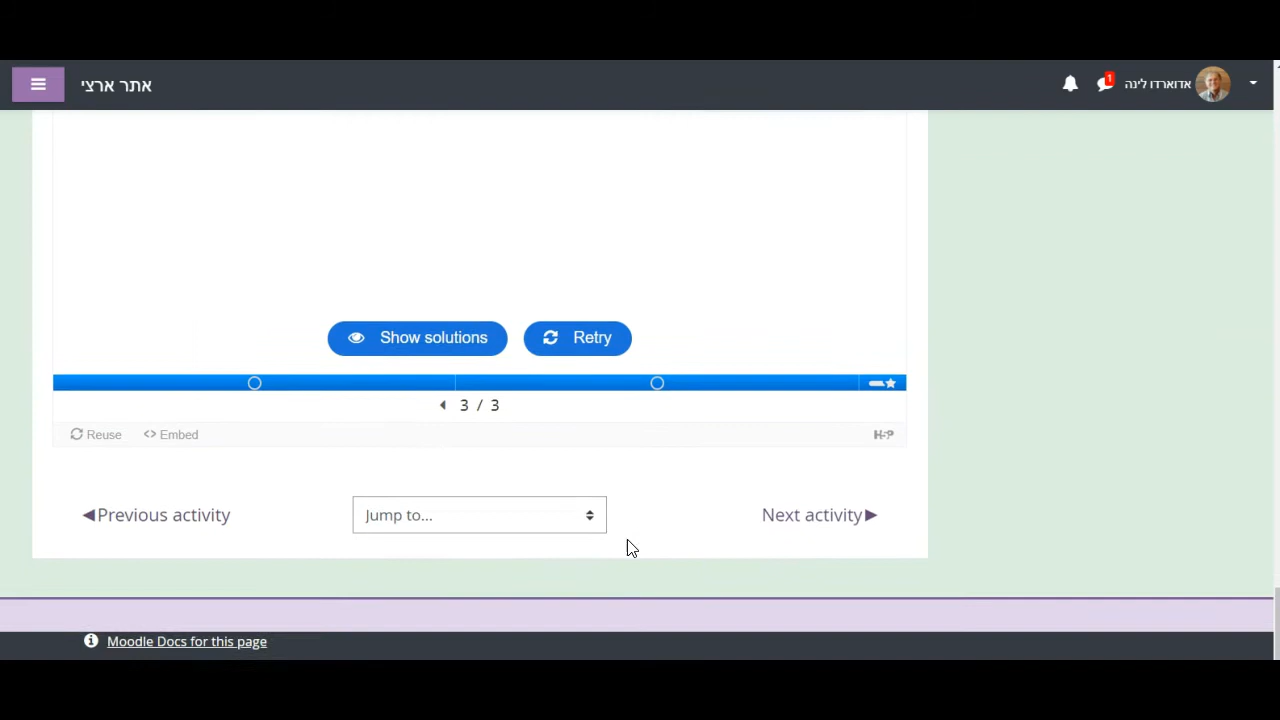 אתר ארצי
1
אדוארדו לינה
Show solutions
Retry
3 / 3
Reuse
Embed
H-P
Previous activity
Jump to...
Next activity
Moodle Docs for this page